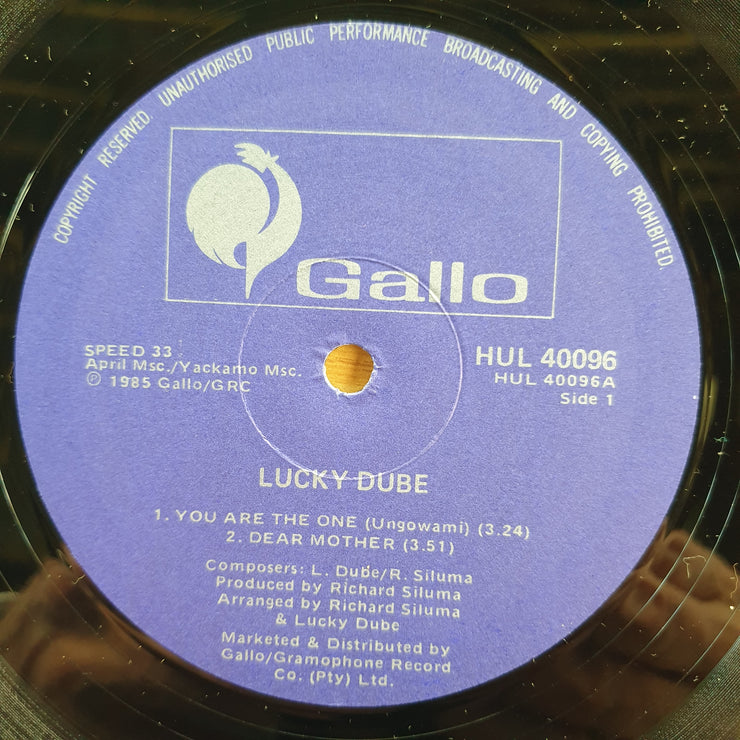 COPYRIGHT RESERVED. UNAUTHORISED PUBLIC PERFORMANCE BROADCASTING AND COPYING PROHIBITED.
Gallo
SPEED 33
April Msc./Yackamo Msc.
℗ 1985 Gallo/GRC
HUL 40096
HUL 40096A
Side 1
LUCKY DUBE
1. YOU ARE THE ONE (Ungowami) (3.24)
2. DEAR MOTHER (3.51)
Composers: L. Dube/R. Siluma
Produced by Richard Siluma
Arranged by Richard Siluma
& Lucky Dube
Marketed & Distributed by
Gallo/Gramophone Record
Co. (Pty) Ltd.